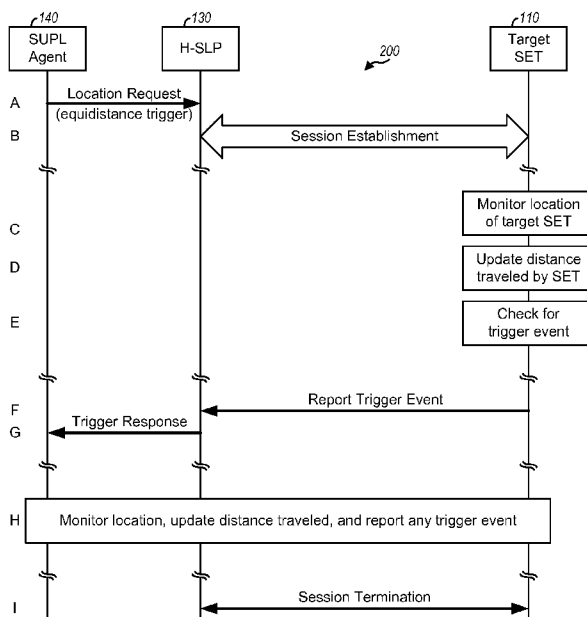 140
SUPL
Agent
130
H-SLP
200
110
Target
SET
A
Location Request
(equidistance trigger)
B
Session Establishment
C
Monitor location
of target SET
D
Update distance
traveled by SET
E
Check for
trigger event
F
Report Trigger Event
G
Trigger Response
H
Monitor location, update distance traveled, and report any trigger event
I
Session Termination